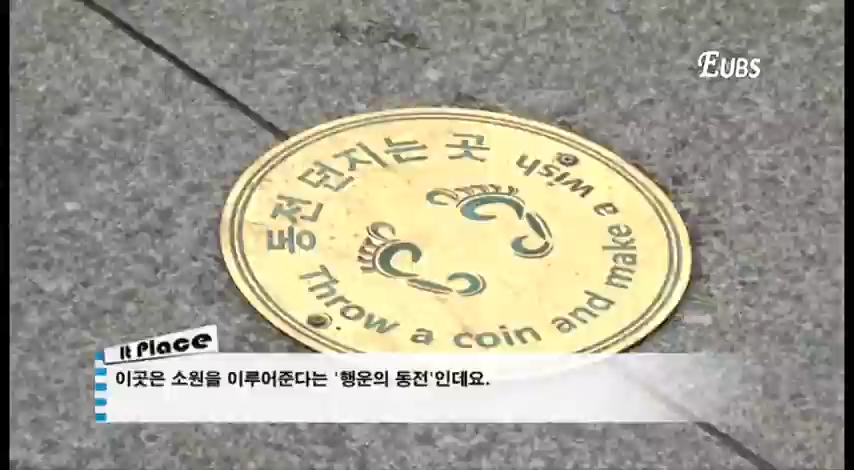 EUBS
동전 던지는 곳
Throw a coin and make a wish
It Place
이곳은 소원을 이루어준다는 '행운의 동전'인데요.